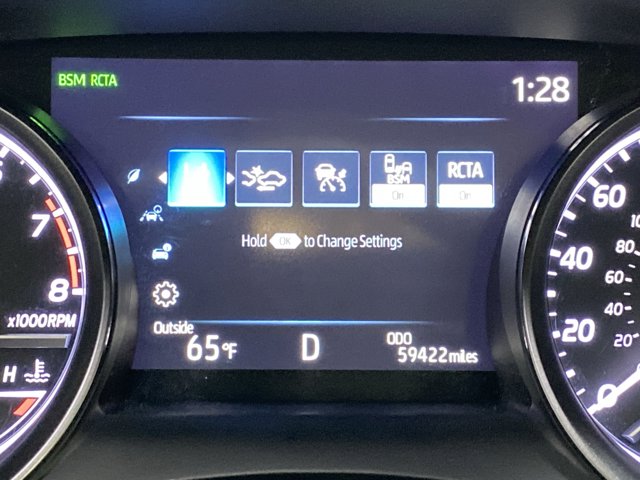 BSM RCTA
1:28
BSM
On
RCTA
On
Hold OK to Change Settings
7
8
x1000RPM
H
Outside
65°F
D
ODO
59422 miles
60
40
20
0
80
60
40
20